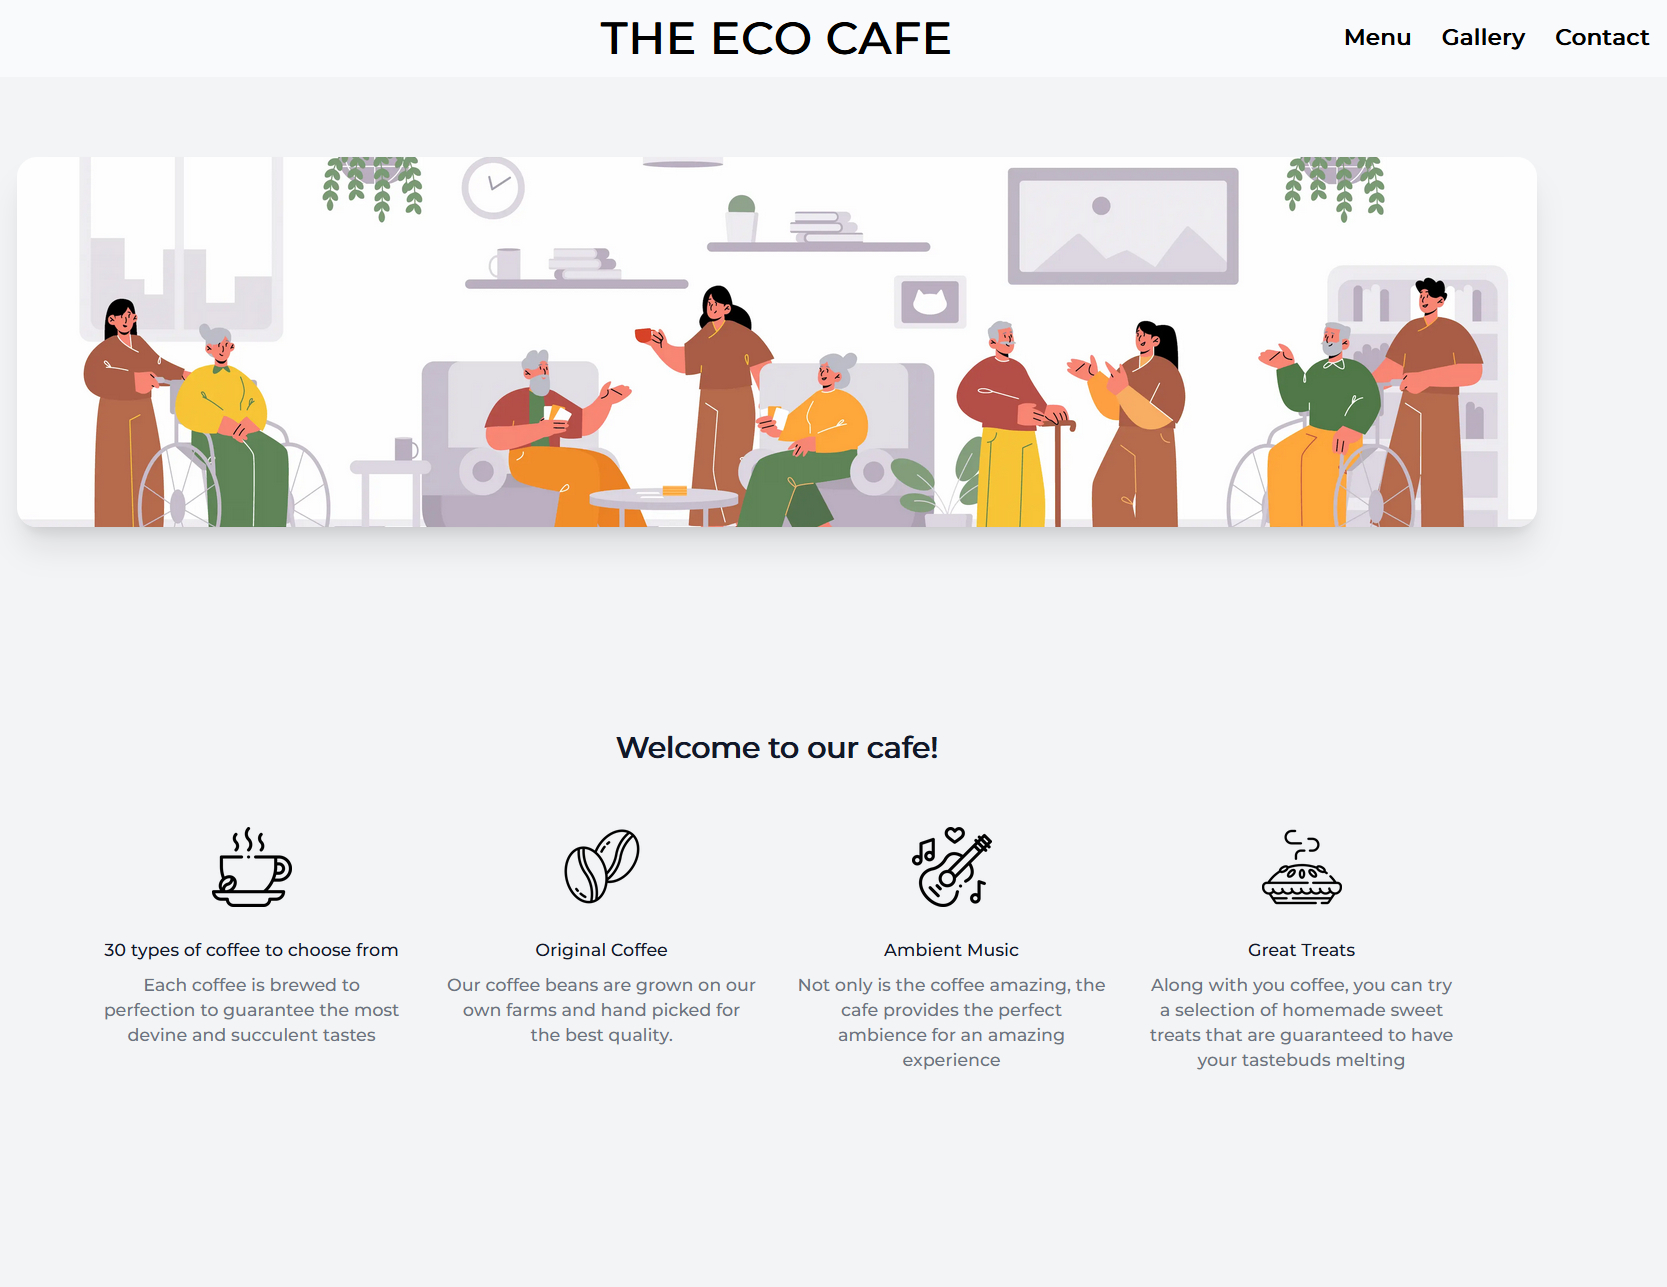 THE ECO CAFE
Menu Gallery Contact
Welcome to our cafe!
30 types of coffee to choose from
Each coffee is brewed to
perfection to guarantee the most
devine and succulent tastes
Original Coffee
Our coffee beans are grown on our
own farms and hand picked for
the best quality.
Ambient Music
Not only is the coffee amazing, the
cafe provides the perfect
ambience for an amazing
experience
Great Treats
Along with you coffee, you can try
a selection of homemade sweet
treats that are guaranteed to have
your tastebuds melting